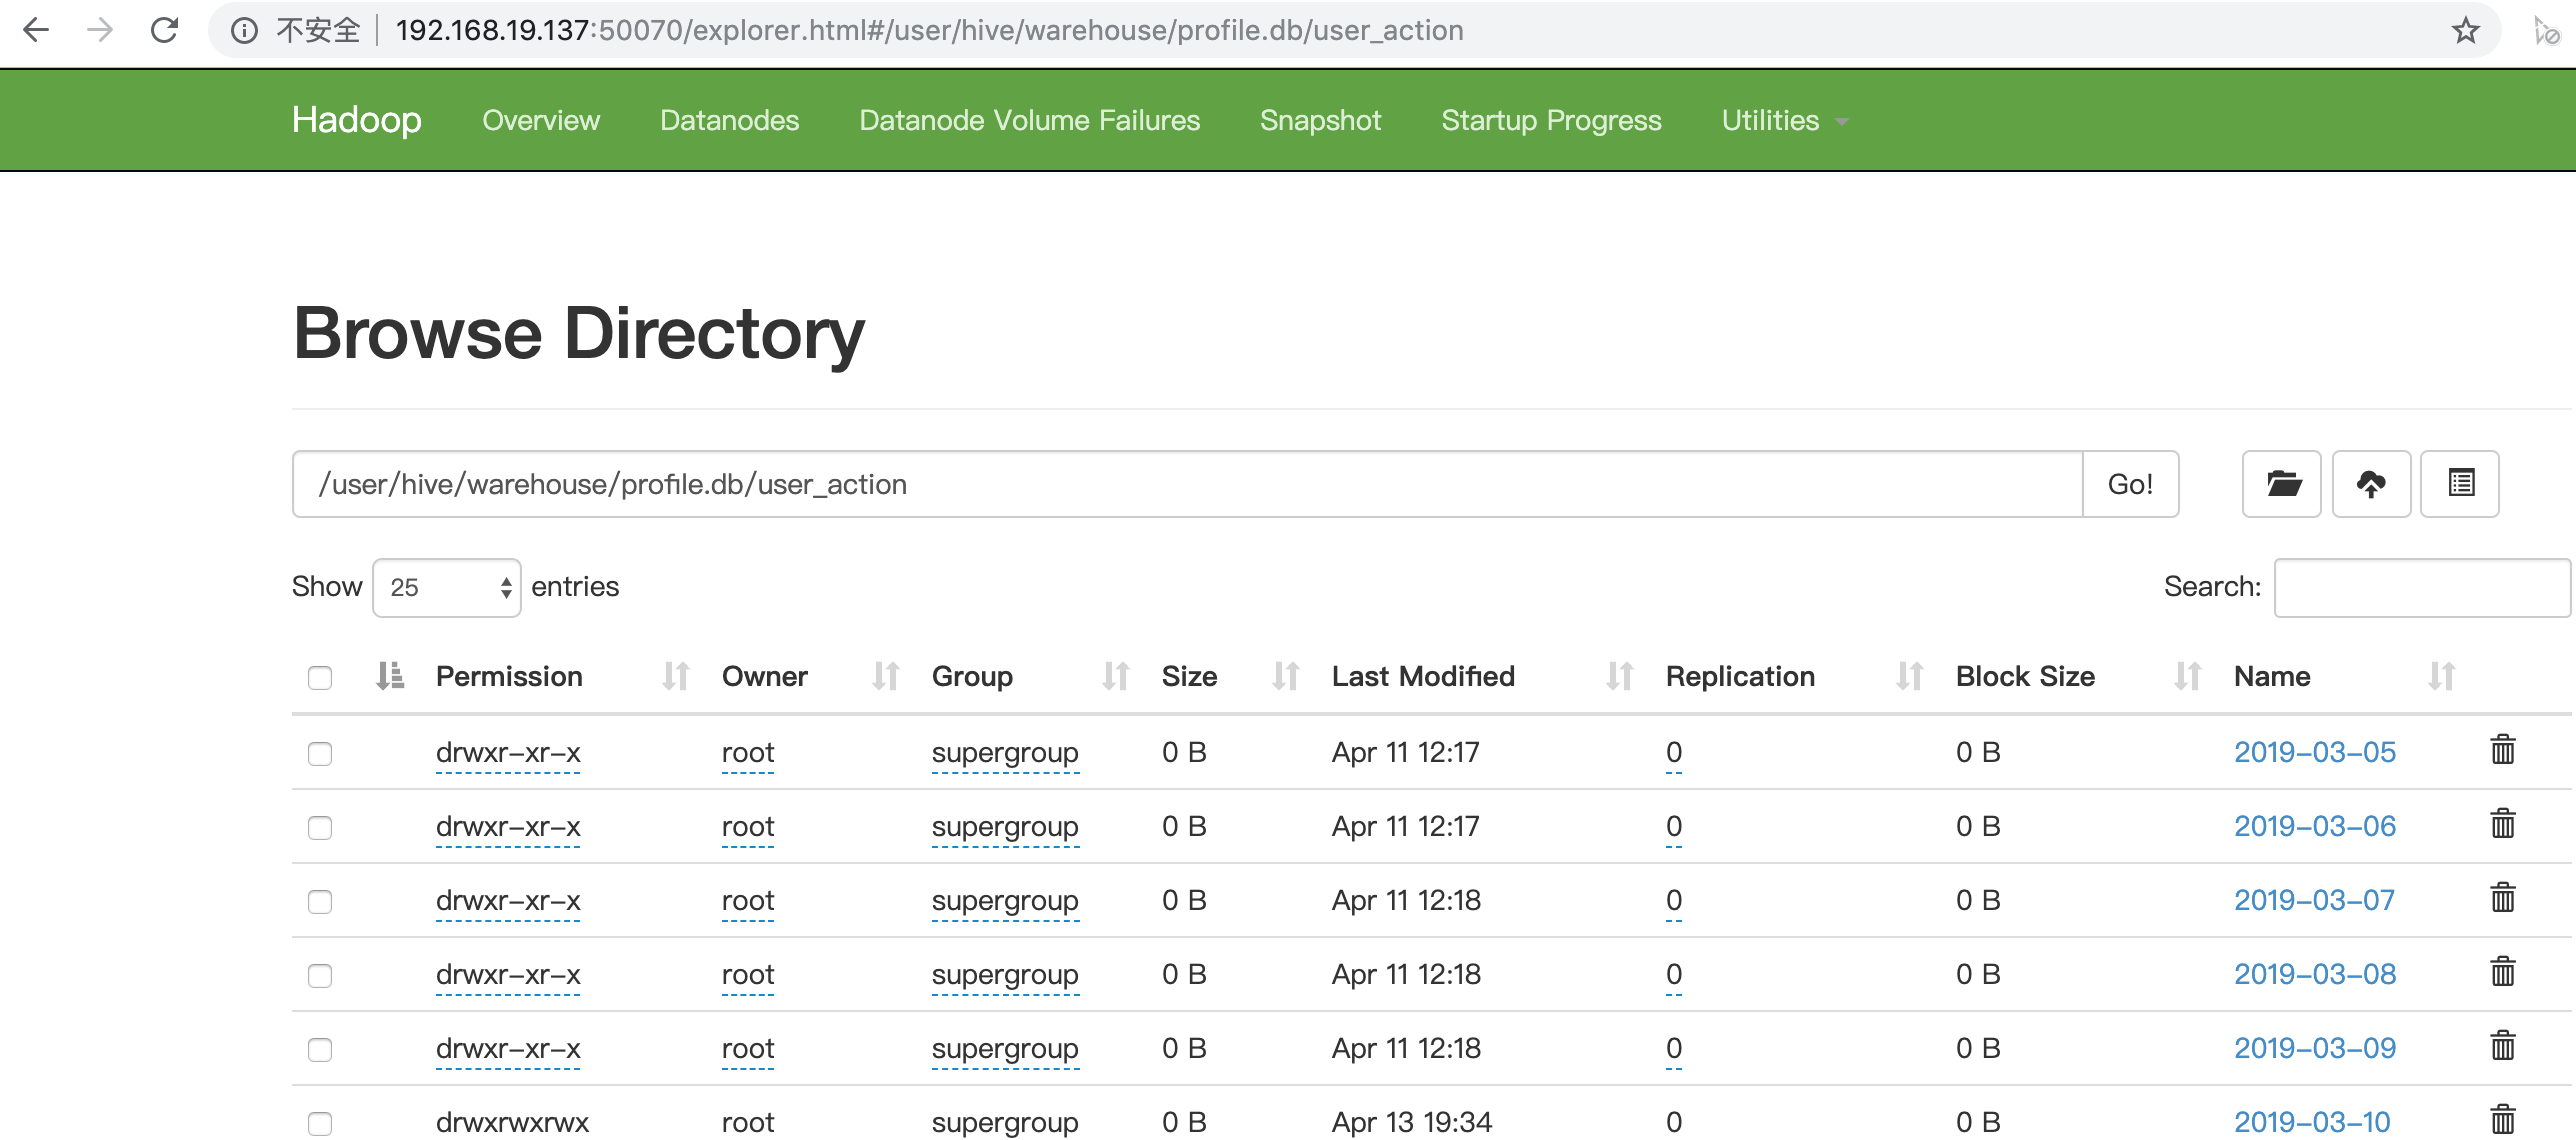 不安全 192.168.19.137:50070/explorer.html#/user/hive/warehouse/profile.db/user_action
Hadoop Overview Datanodes Datanode Volume Failures Snapshot Startup Progress Utilities
Browse Directory
/user/hive/warehouse/profile.db/user_action Go!
Show 25 entries Search:
Permission Owner Group Size Last Modified Replication Block Size Name
drwxr-xr-x root supergroup 0 B Apr 11 12:17 0 0 B 2019-03-05
drwxr-xr-x root supergroup 0 B Apr 11 12:17 0 0 B 2019-03-06
drwxr-xr-x root supergroup 0 B Apr 11 12:18 0 0 B 2019-03-07
drwxr-xr-x root supergroup 0 B Apr 11 12:18 0 0 B 2019-03-08
drwxr-xr-x root supergroup 0 B Apr 11 12:18 0 0 B 2019-03-09
drwxrwxrwx root supergroup 0 B Apr 13 19:34 0 0 B 2019-03-10